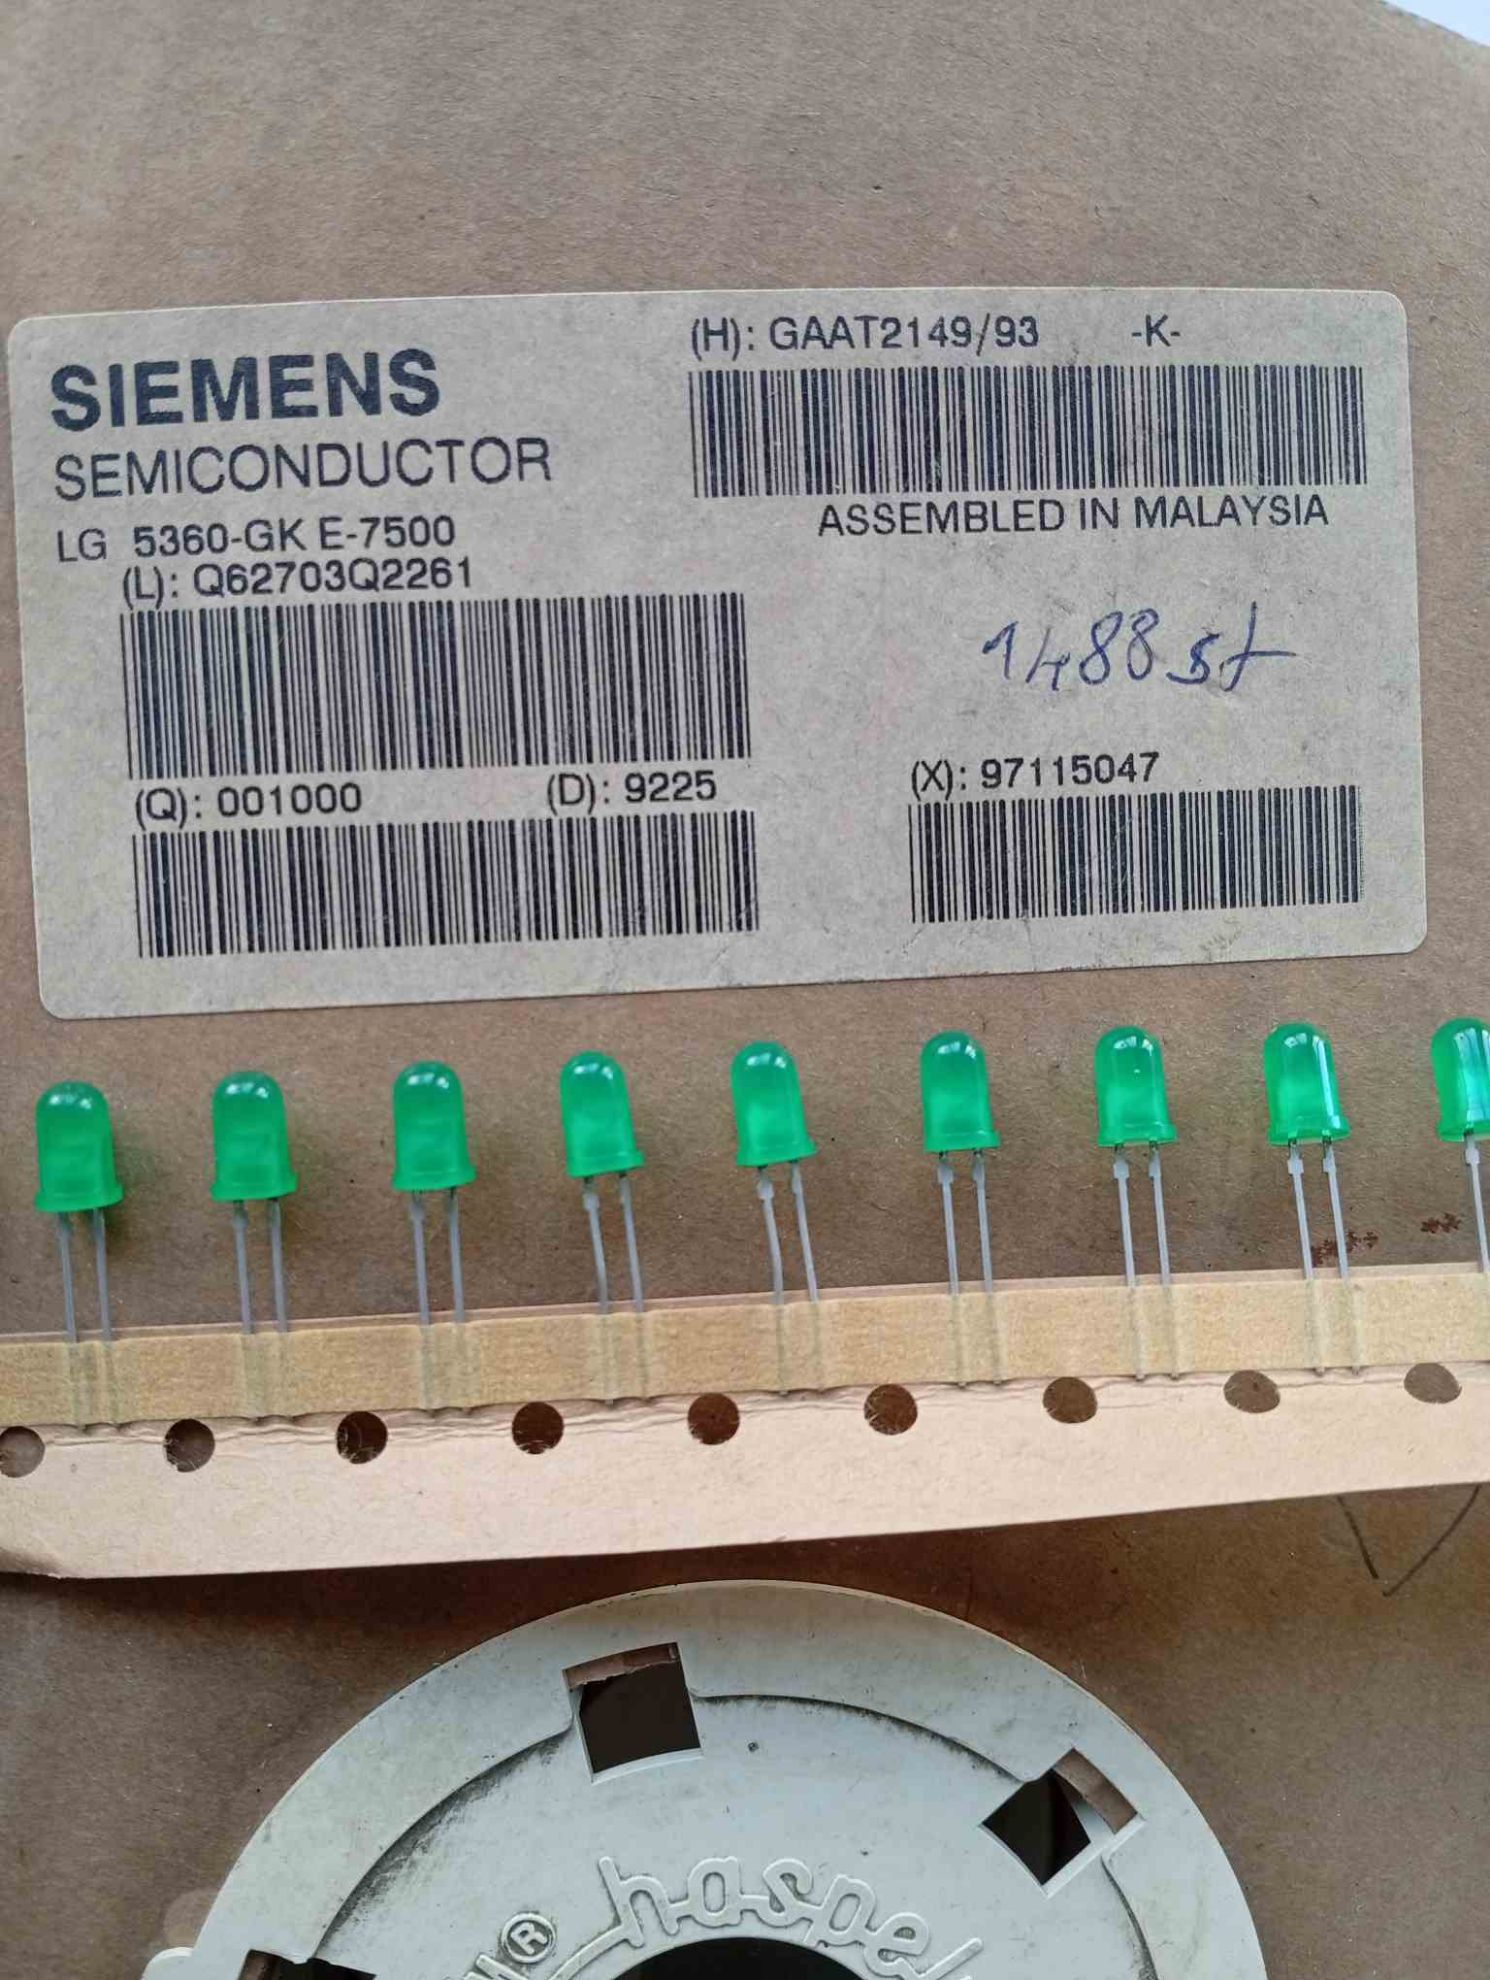 SIEMENS
SEMICONDUCTOR
LG 5360-GK E-7500
(L): Q62703Q2261
(Q): 001000 (D): 9225
(H): GAAT2149/93 -K-
ASSEMBLED IN MALAYSIA
1488 st
(X): 97115047
® haspel